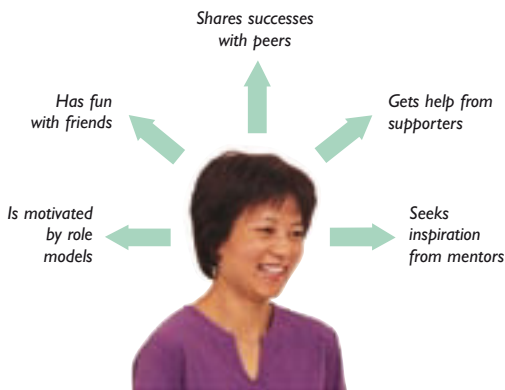 Shares successes
with peers
Has fun
with friends
Gets help from
supporters
Is motivated
by role
models
Seeks
inspiration
from mentors